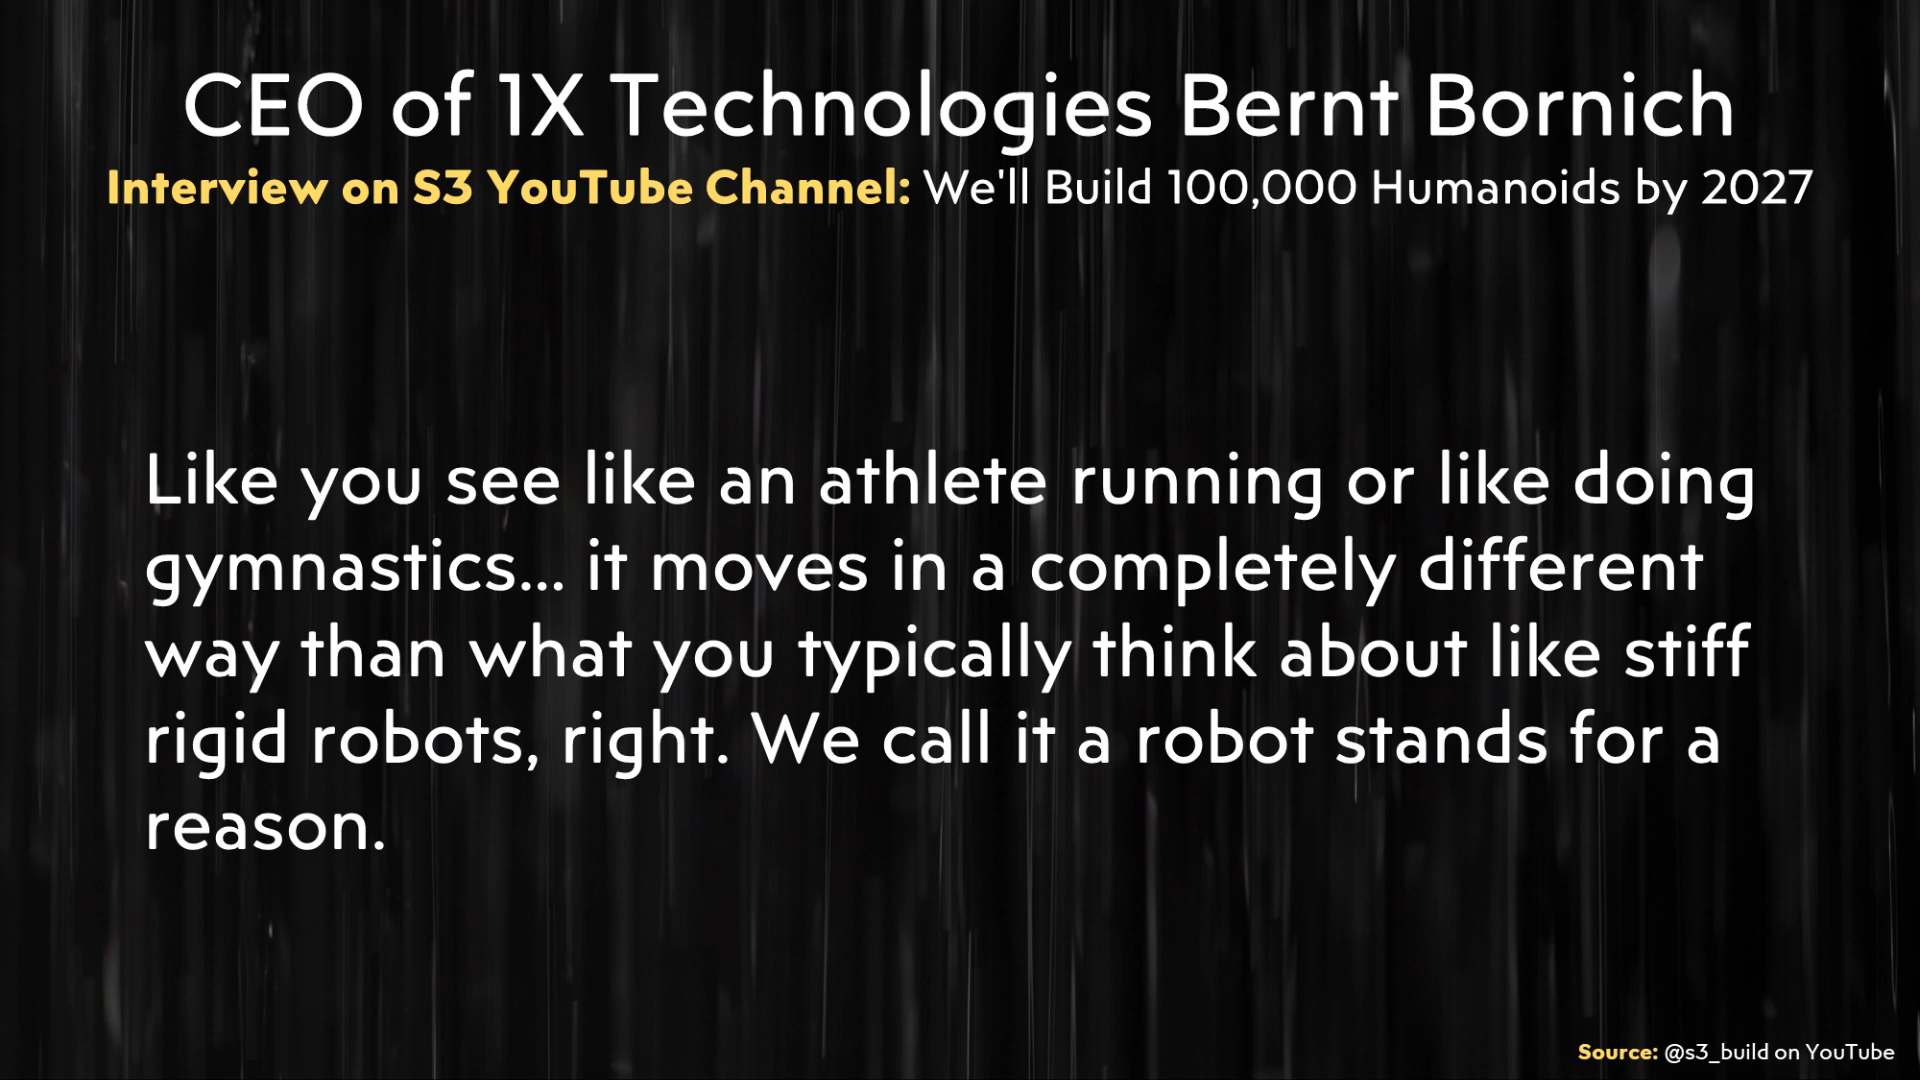 CEO of 1X Technologies Bernt Bornich
Interview on S3 YouTube Channel: We'll Build 100,000 Humanoids by 2027
Like you see like an athlete running or like doing
gymnastics... it moves in a completely different
way than what you typically think about like stiff
rigid robots, right. We call it a robot stands for a
reason.
Source: @s3_build on YouTube